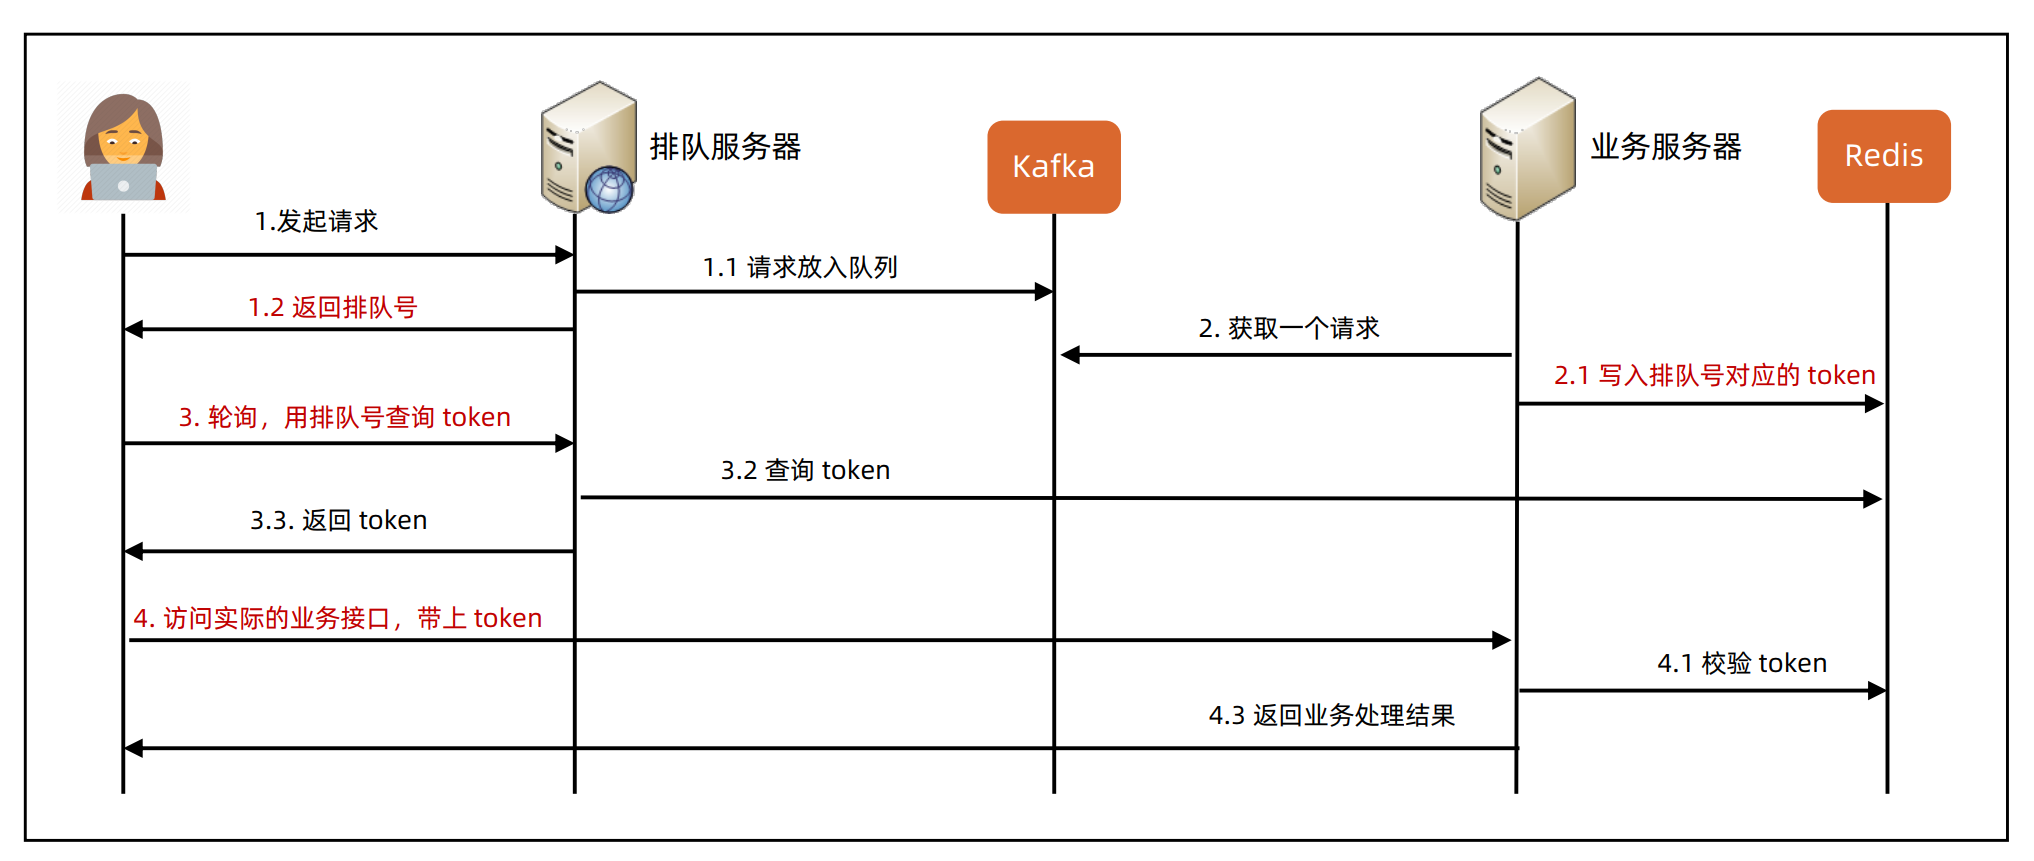 排队服务器
Kafka
业务服务器
Redis
1.发起请求
1.1 请求放入队列
1.2 返回排队号
2. 获取一个请求
2.1 写入排队号对应的 token
3. 轮询，用排队号查询 token
3.2 查询 token
3.3. 返回 token
4. 访问实际的业务接口，带上 token
4.1 校验 token
4.3 返回业务处理结果